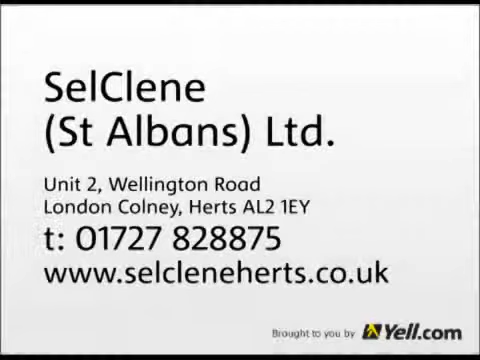 SelClene
(St Albans) Ltd.
Unit 2, Wellington Road
London Colney, Herts AL2 1EY
t: 01727 828875
www.selcleneherts.co.uk
Brought to you by Yell.com